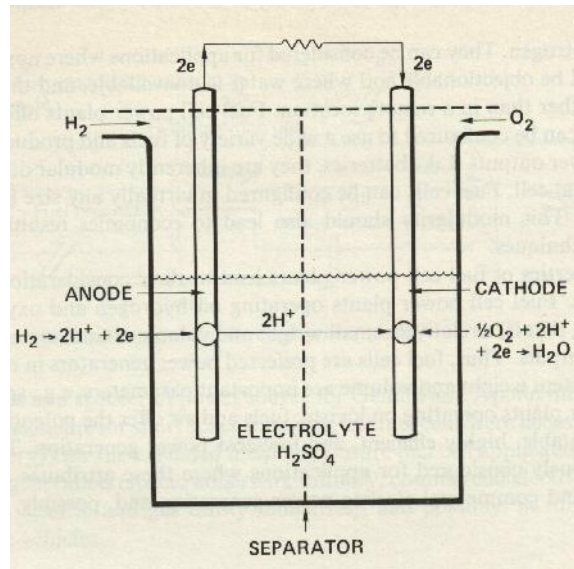 2e
2e
H₂
O₂
ANODE
CATHODE
H₂ → 2H⁺ + 2e
2H⁺
½O₂ + 2H⁺
+ 2e → H₂O
ELECTROLYTE
H₂SO₄
SEPARATOR